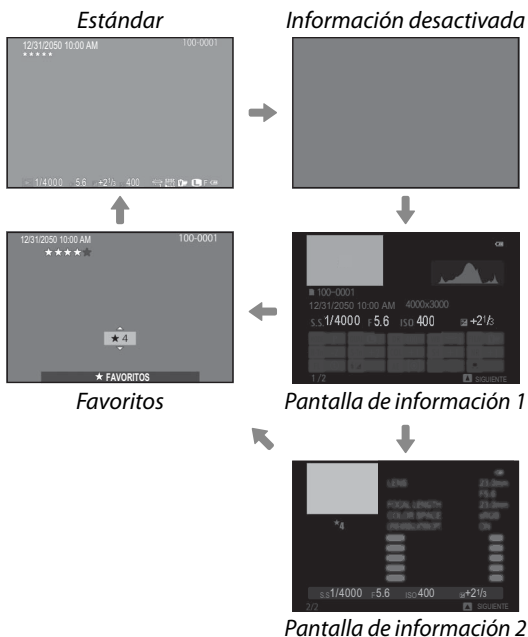 Estándar
12/31/2050 10:00 AM 100-0001
★★★★★
1/4000 5.6 +2 1/3 400 F
Información desactivada
12/31/2050 10:00 AM 100-0001
★★★★★
★ 4
★ FAVORITOS
Favoritos
100-0001
12/31/2050 10:00 AM 4000x3000
S.S. 1/4000 F 5.6 ISO 400 +2 1/3
1/2 SIGUIENTE
Pantalla de información 1
LENS 23.0mm
F5.6
FOCAL LENGTH 23.0mm
COLOR SPACE sRGB
ON
★4
S.S 1/4000 F5.6 ISO 400 +2 1/3
2/2 SIGUIENTE
Pantalla de información 2